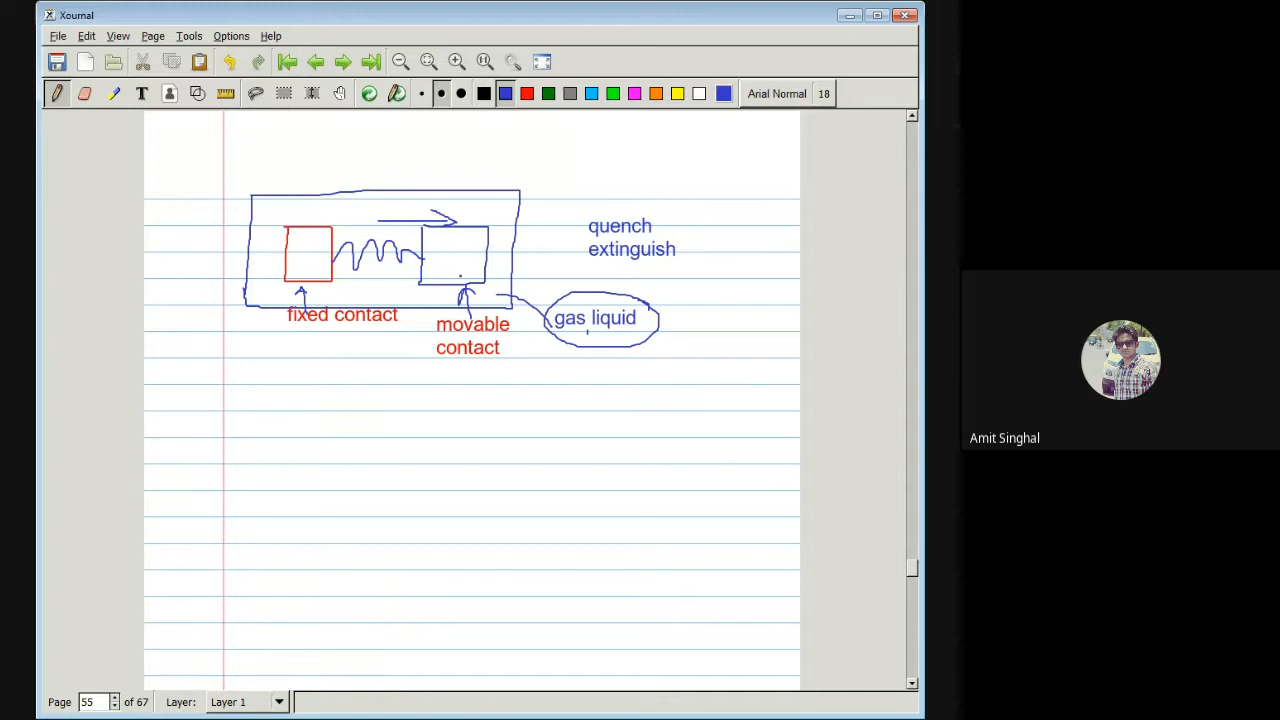 Xournal
File Edit View Page Tools Options Help
T
Arial Normal 18
quench
extinguish
fixed contact
movable
contact
gas liquid
Amit Singhal
Page 55 of 67 Layer: Layer 1